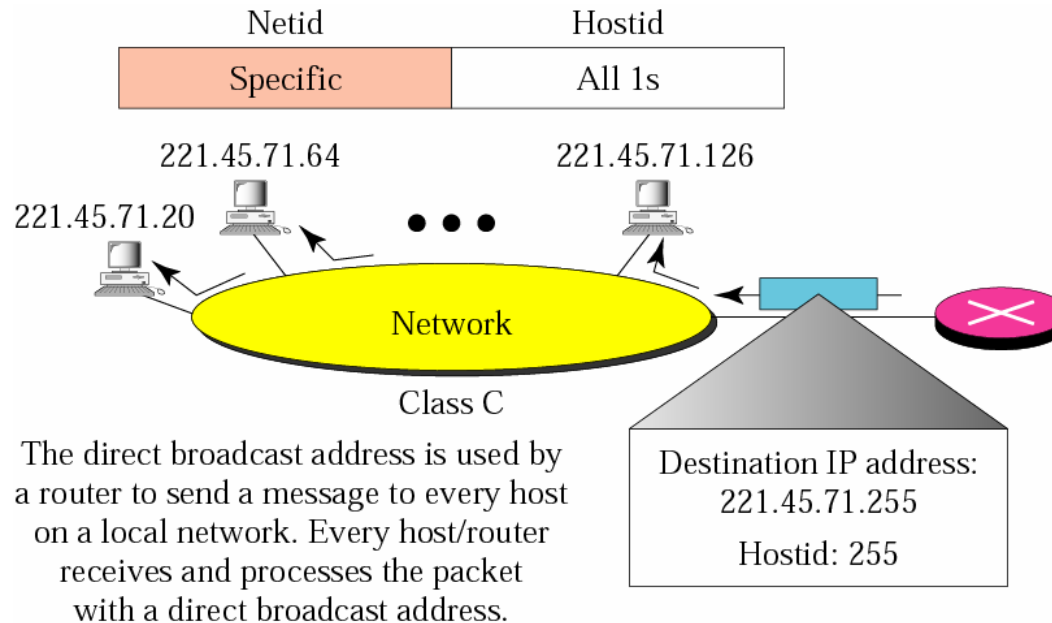 Netid Hostid
Specific All 1s
221.45.71.64 221.45.71.126
221.45.71.20
Network
Class C
The direct broadcast address is used by
a router to send a message to every host
on a local network. Every host/router
receives and processes the packet
with a direct broadcast address.
Destination IP address:
221.45.71.255
Hostid: 255